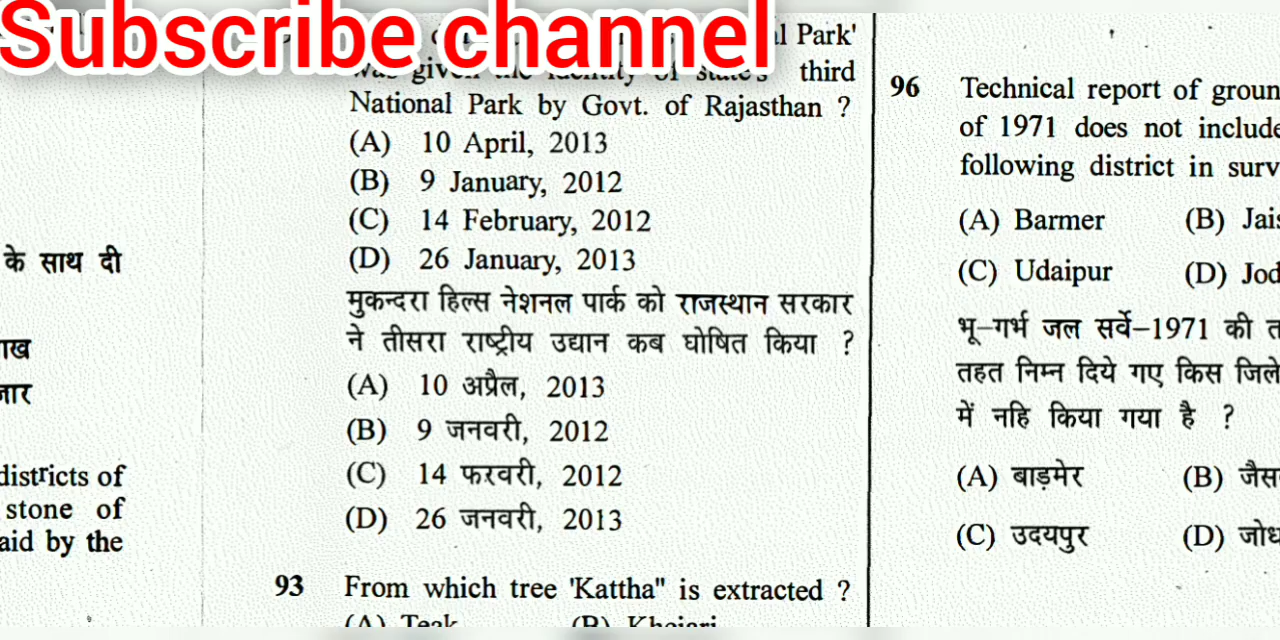 Subscribe channel
के साथ दी
ाख
districts of
stone of
aid by the
Park'
third
National Park by Govt. of Rajasthan ?
(A) 10 April, 2013
(B) 9 January, 2012
(C) 14 February, 2012
(D) 26 January, 2013
मुकन्दरा हिल्स नेशनल पार्क को राजस्थान सरकार
ने तीसरा राष्ट्रीय उद्यान कब घोषित किया ?
(A) 10 अप्रैल, 2013
(B) 9 जनवरी, 2012
(C) 14 फरवरी, 2012
(D) 26 जनवरी, 2013
93 From which tree 'Kattha" is extracted ?
(A) Teak (B) Khejari
96 Technical report of groun
of 1971 does not include
following district in surv
(A) Barmer (B) Jais
(C) Udaipur (D) Jod
भू-गर्भ जल सर्वे-1971 की त
तहत निम्न दिये गए किस जिले
में नहि किया गया है ?
(A) बाड़मेर (B) जैस
(C) उदयपुर (D) जोध